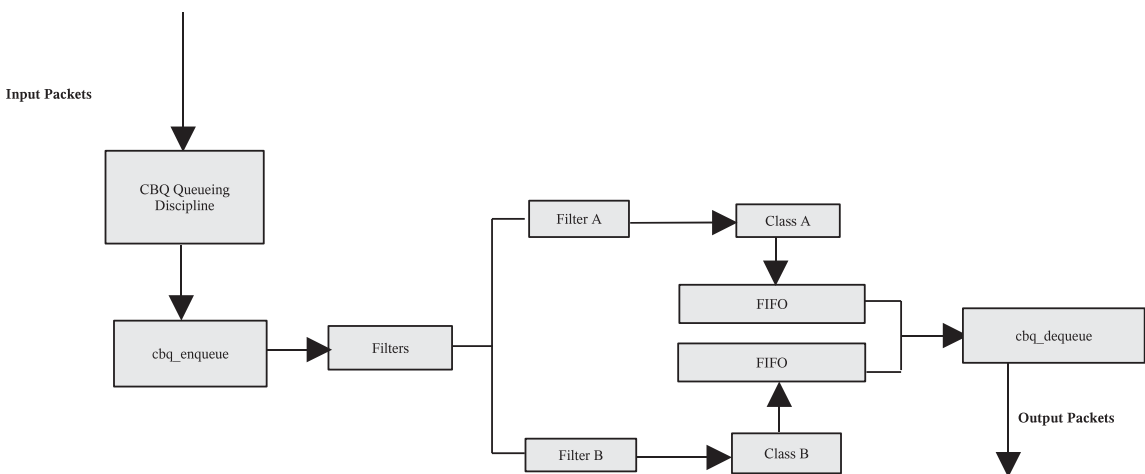 Input Packets
CBQ Queueing
Discipline
cbq_enqueue
Filters
Filter A
Class A
FIFO
FIFO
Filter B
Class B
cbq_dequeue
Output Packets